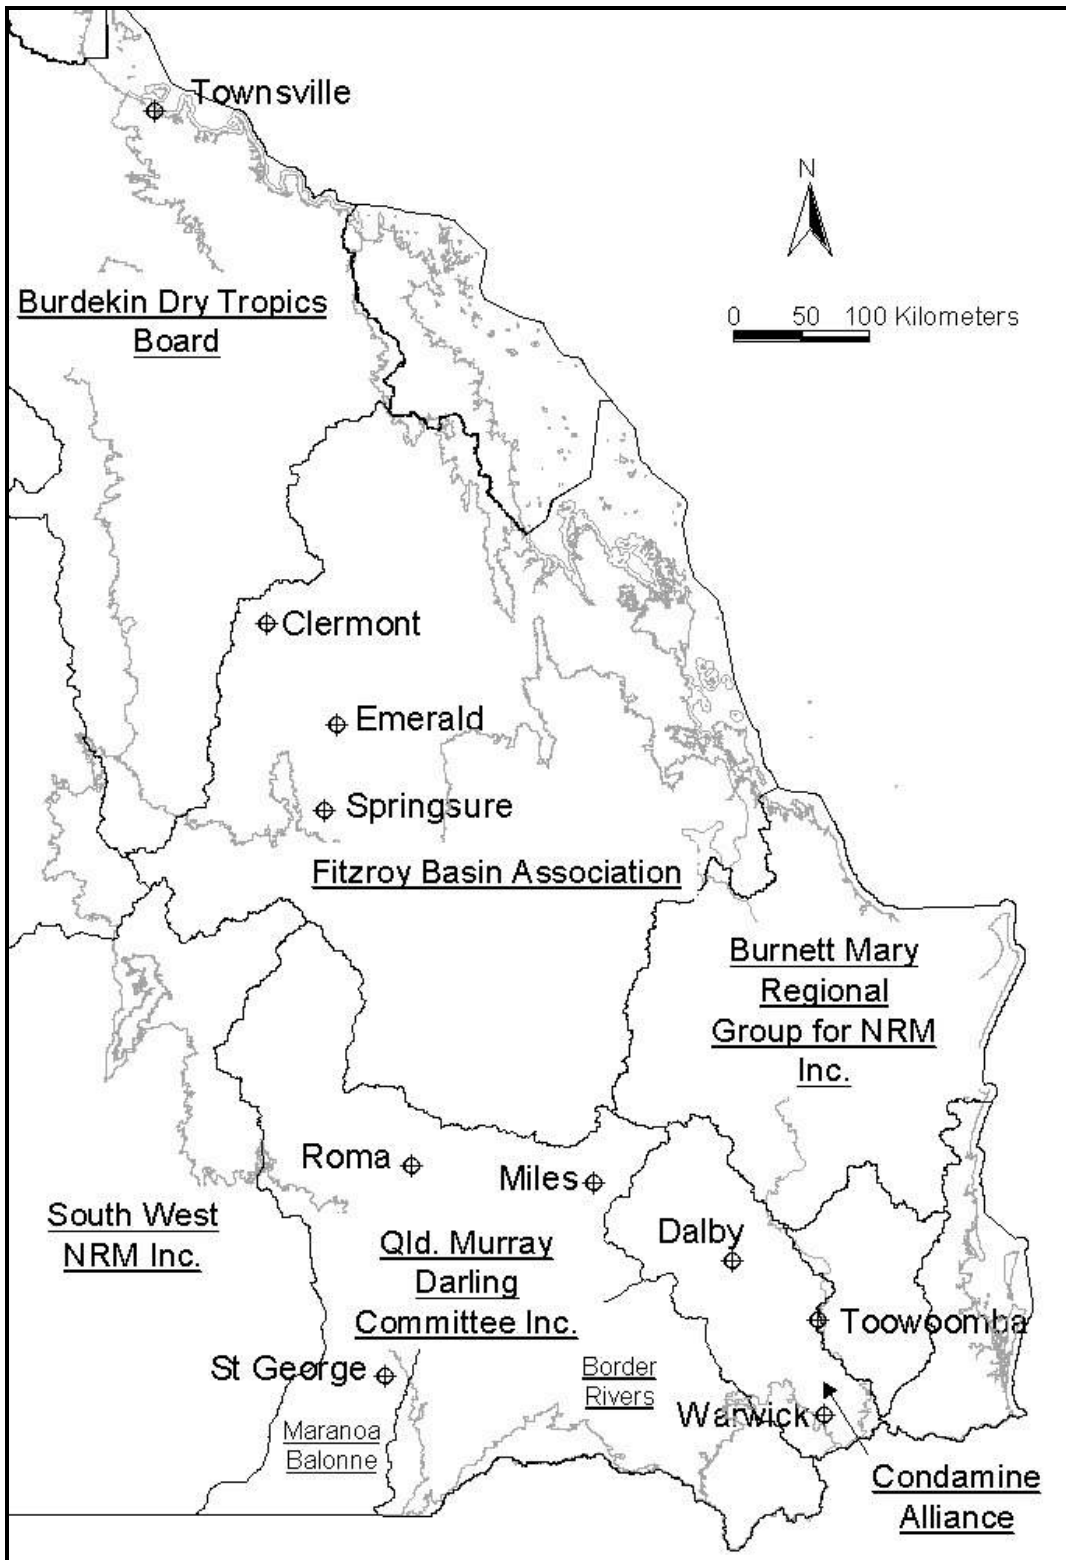 Townsville
N
Burdekin Dry Tropics
Board
0 50 100 Kilometers
Clermont
Emerald
Springsure
Fitzroy Basin Association
Burnett Mary
Regional
Group for NRM
Inc.
Roma
Miles
South West
NRM Inc.
Qld. Murray
Darling
Committee Inc.
Dalby
Toowoomba
St George
Border
Rivers
Warwick
Maranoa
Balonne
Condamine
Alliance